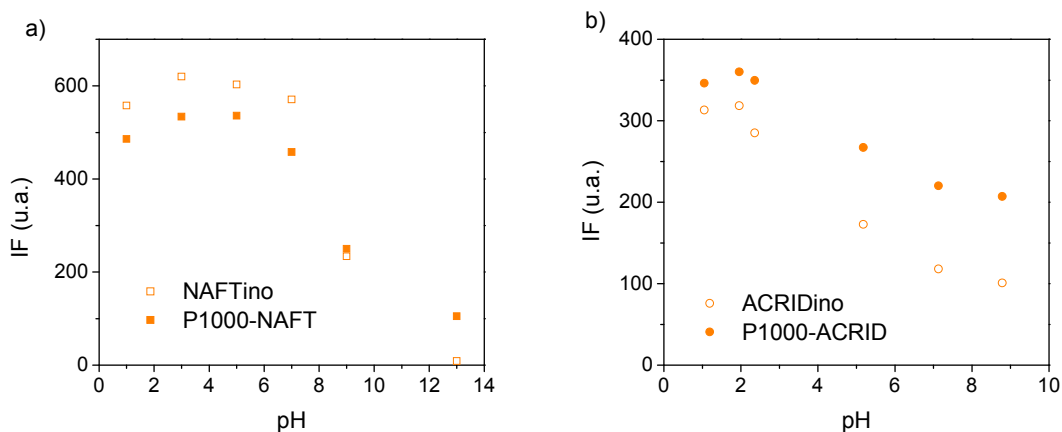 a)
600
400
200
0
IF (u.a.)
NAFTino
P1000-NAFT
0 2 4 6 8 10 12 14
pH
b)
400
300
200
100
0
IF (u.a.)
ACRIDino
P1000-ACRID
0 2 4 6 8 10
pH